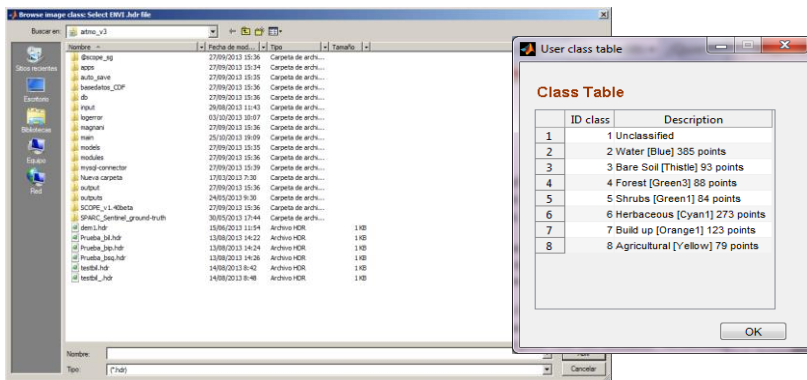 Browse image class: Select ENVI .hdr file
Buscar en: artmo_v3
Nombre Fecha de mod... Tipo Tamaño
@scope_sg 27/09/2013 15:36 Carpeta de archi...
apps 27/09/2013 15:34 Carpeta de archi...
auto_save 27/09/2013 15:35 Carpeta de archi...
basedatos_CDF 27/09/2013 15:36 Carpeta de archi...
db 27/09/2013 15:36 Carpeta de archi...
input 29/08/2013 11:43 Carpeta de archi...
logerror 03/10/2013 10:07 Carpeta de archi...
magnani 27/09/2013 15:36 Carpeta de archi...
main 25/10/2013 19:09 Carpeta de archi...
models 27/09/2013 15:35 Carpeta de archi...
modules 27/09/2013 15:36 Carpeta de archi...
mysql-connector 27/09/2013 15:39 Carpeta de archi...
Nueva carpeta 17/03/2013 7:30 Carpeta de archi...
output 27/09/2013 15:36 Carpeta de archi...
outputs 24/05/2013 9:30 Carpeta de archi...
SCOPE_v1.40beta 27/09/2013 15:36 Carpeta de archi...
SPARC_Sentinel_ground-truth 30/05/2013 17:44 Carpeta de archi...
dem1.hdr 15/06/2013 11:54 Archivo HDR 1 KB
Prueba_bil.hdr 13/08/2013 14:22 Archivo HDR 1 KB
Prueba_bip.hdr 13/08/2013 14:24 Archivo HDR 1 KB
Prueba_bsq.hdr 13/08/2013 14:26 Archivo HDR 1 KB
testbil.hdr 14/08/2013 8:42 Archivo HDR 1 KB
testbil_.hdr 14/08/2013 8:48 Archivo HDR 1 KB
Sitios recientes
Escritorio
Bibliotecas
Equipo
Red
Nombre:
Tipo: (*.hdr) Cancelar
User class table
Class Table
ID class Description
1 1 Unclassified
2 2 Water [Blue] 385 points
3 3 Bare Soil [Thistle] 93 points
4 4 Forest [Green3] 88 points
5 5 Shrubs [Green1] 84 points
6 6 Herbaceous [Cyan1] 273 points
7 7 Build up [Orange1] 123 points
8 8 Agricultural [Yellow] 79 points
OK